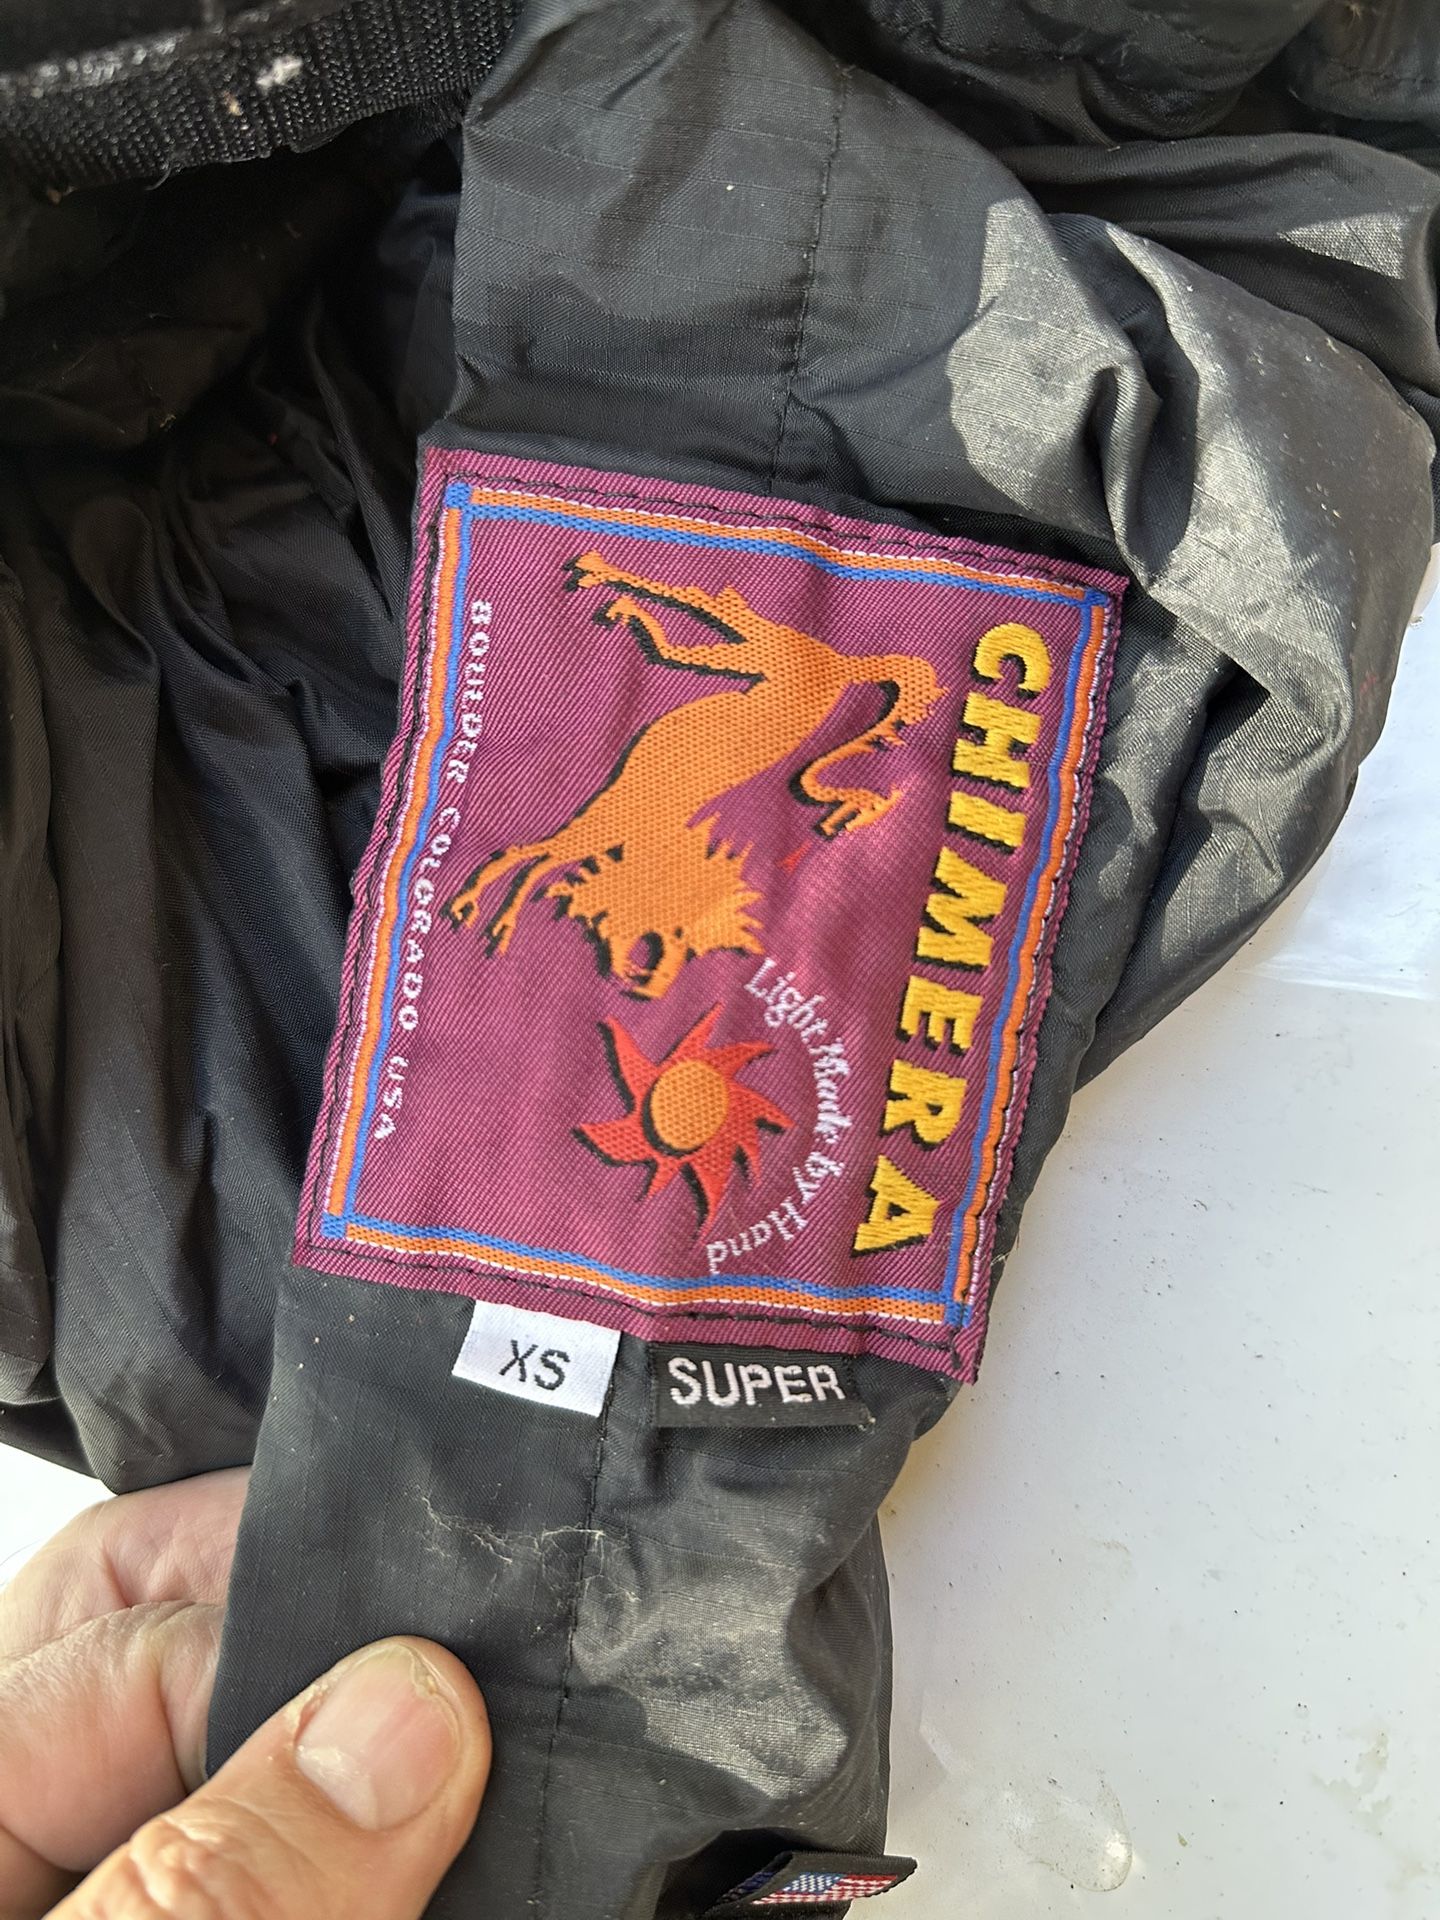 CHIMERA
Light Made by Hand
BOULDER COLORADO USA
XS
SUPER